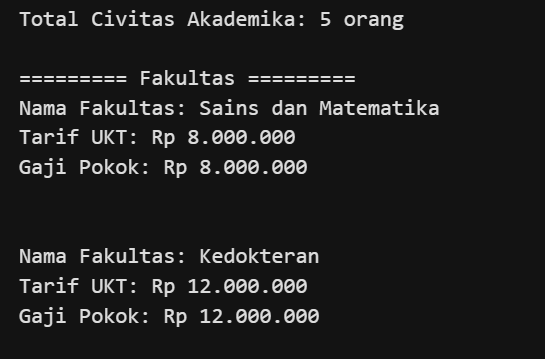 Total Civitas Akademika: 5 orang
========= Fakultas =========
Nama Fakultas: Sains dan Matematika
Tarif UKT: Rp 8.000.000
Gaji Pokok: Rp 8.000.000
Nama Fakultas: Kedokteran
Tarif UKT: Rp 12.000.000
Gaji Pokok: Rp 12.000.000